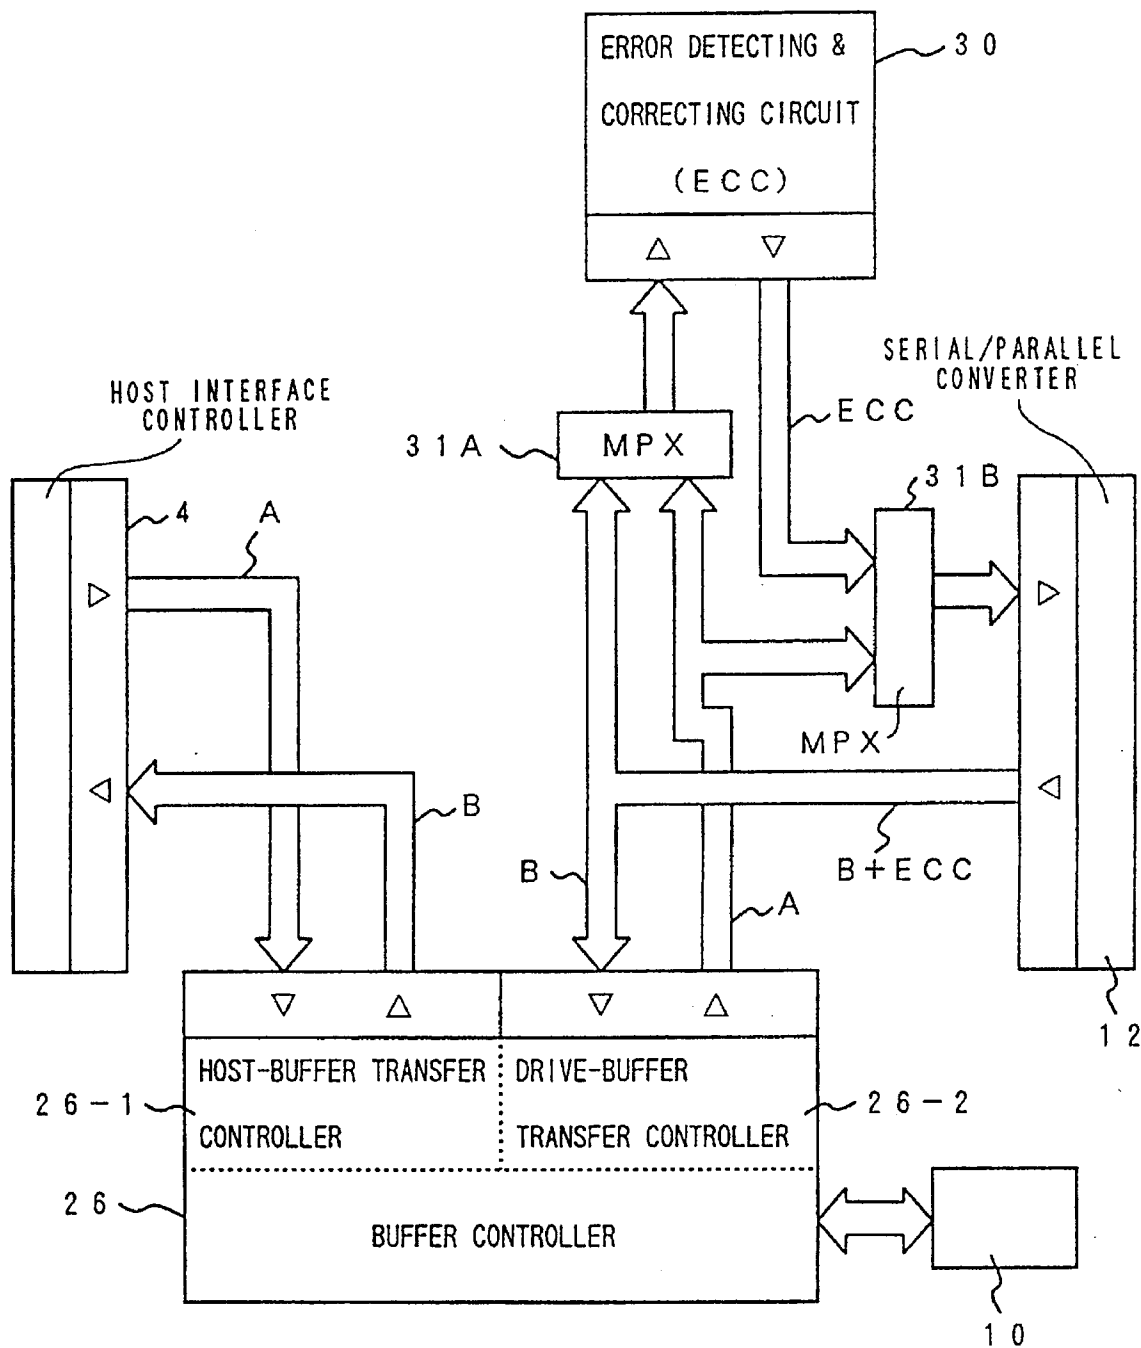 ERROR DETECTING &
CORRECTING CIRCUIT
(ECC)
30
SERIAL/PARALLEL
CONVERTER
HOST INTERFACE
CONTROLLER
ECC
31A
MPX
31B
4
A
MPX
B
B+ECC
B
A
12
HOST-BUFFER TRANSFER
CONTROLLER
DRIVE-BUFFER
TRANSFER CONTROLLER
26-1
26-2
26
BUFFER CONTROLLER
10